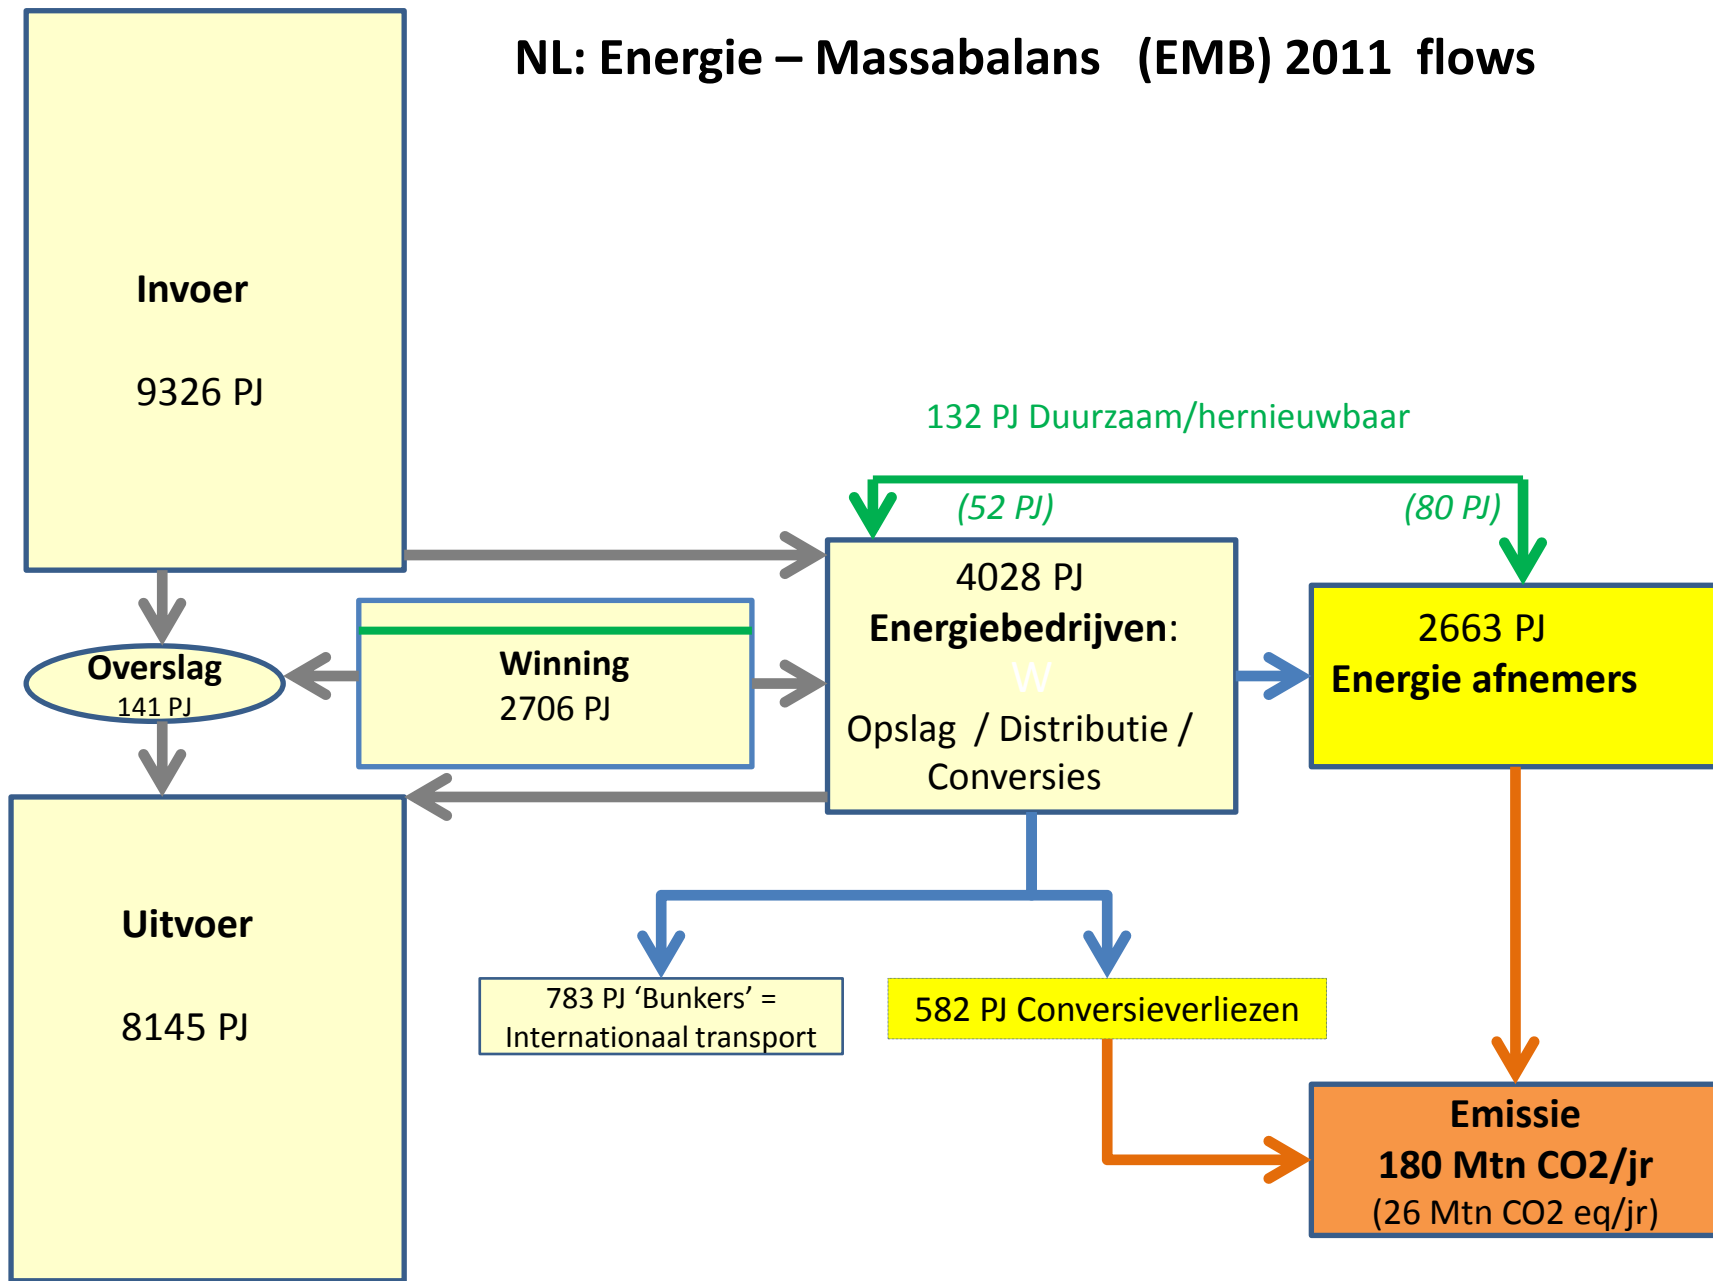 NL: Energie – Massabalans (EMB) 2011 flows
Invoer
9326 PJ
132 PJ Duurzaam/hernieuwbaar
(52 PJ)
(80 PJ)
4028 PJ
Energiebedrijven:
W
Opslag / Distributie /
Conversies
2663 PJ
Energie afnemers
Overslag
141 PJ
Winning
2706 PJ
Uitvoer
8145 PJ
783 PJ ‘Bunkers’ =
Internationaal transport
582 PJ Conversieverliezen
Emissie
180 Mtn CO2/jr
(26 Mtn CO2 eq/jr)